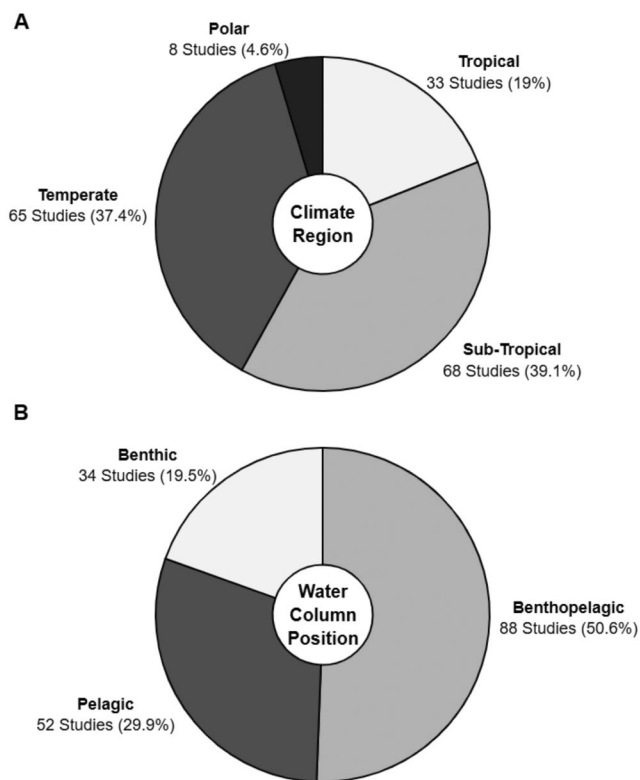 A
Polar
8 Studies (4.6%)
Tropical
33 Studies (19%)
Temperate
65 Studies (37.4%)
Climate
Region
Sub-Tropical
68 Studies (39.1%)
B
Benthic
34 Studies (19.5%)
Water
Column
Position
Benthopelagic
88 Studies (50.6%)
Pelagic
52 Studies (29.9%)